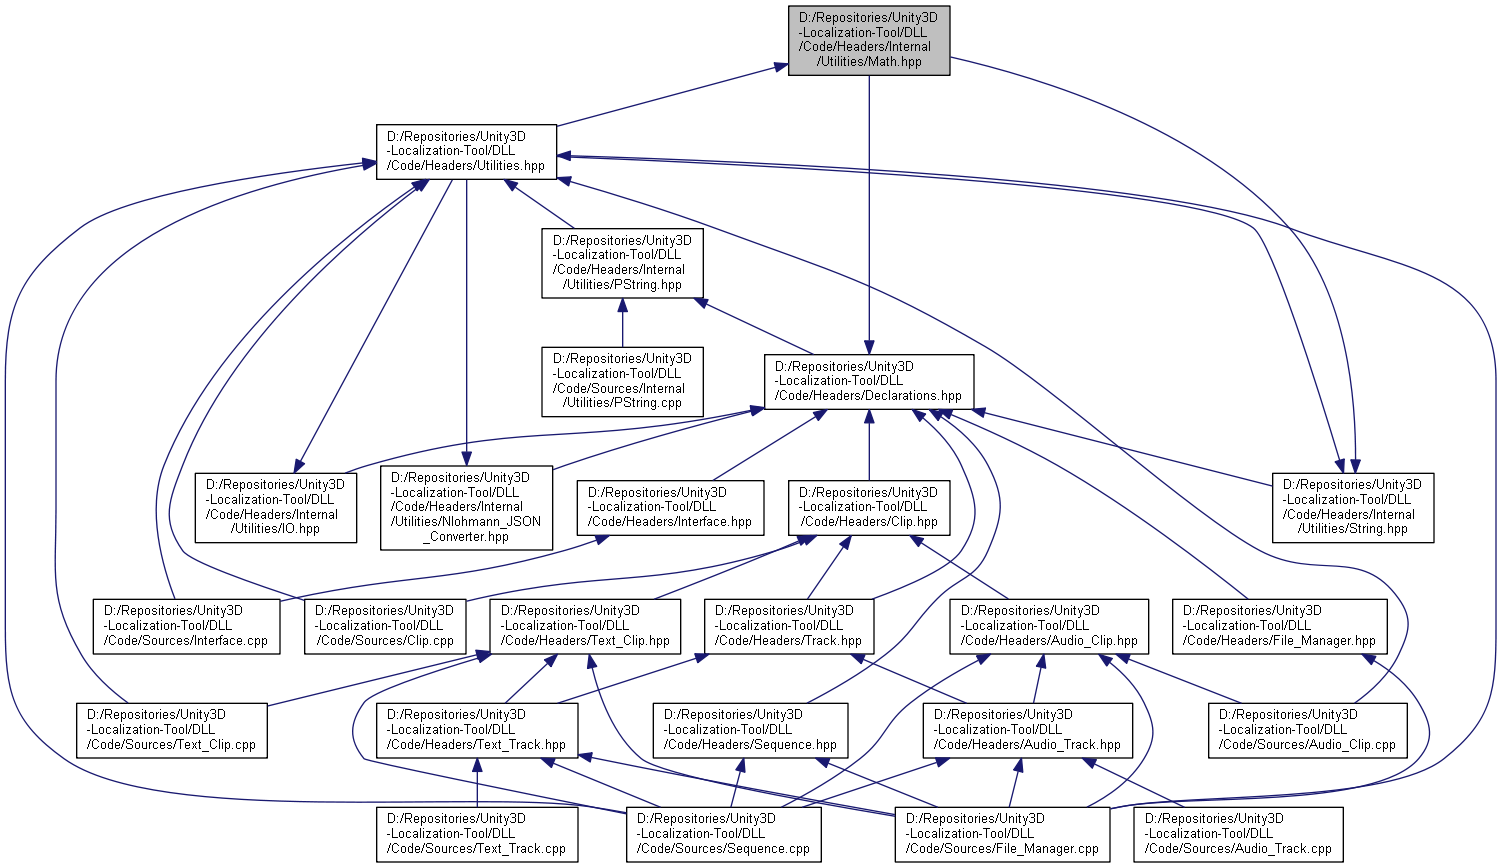 D:/Repositories/Unity3D
-Localization-Tool/DLL
/Code/Headers/Internal
/Utilities/Math.hpp
D:/Repositories/Unity3D
-Localization-Tool/DLL
/Code/Headers/Utilities.hpp
D:/Repositories/Unity3D
-Localization-Tool/DLL
/Code/Headers/Internal
/Utilities/PString.hpp
D:/Repositories/Unity3D
-Localization-Tool/DLL
/Code/Sources/Internal
/Utilities/PString.cpp
D:/Repositories/Unity3D
-Localization-Tool/DLL
/Code/Headers/Declarations.hpp
D:/Repositories/Unity3D
-Localization-Tool/DLL
/Code/Headers/Internal
/Utilities/IO.hpp
D:/Repositories/Unity3D
-Localization-Tool/DLL
/Code/Headers/Internal
/Utilities/Nlohmann_JSON
_Converter.hpp
D:/Repositories/Unity3D
-Localization-Tool/DLL
/Code/Headers/Interface.hpp
D:/Repositories/Unity3D
-Localization-Tool/DLL
/Code/Headers/Clip.hpp
D:/Repositories/Unity3D
-Localization-Tool/DLL
/Code/Headers/Internal
/Utilities/String.hpp
D:/Repositories/Unity3D
-Localization-Tool/DLL
/Code/Sources/Interface.cpp
D:/Repositories/Unity3D
-Localization-Tool/DLL
/Code/Sources/Clip.cpp
D:/Repositories/Unity3D
-Localization-Tool/DLL
/Code/Headers/Text_Clip.hpp
D:/Repositories/Unity3D
-Localization-Tool/DLL
/Code/Headers/Track.hpp
D:/Repositories/Unity3D
-Localization-Tool/DLL
/Code/Headers/Audio_Clip.hpp
D:/Repositories/Unity3D
-Localization-Tool/DLL
/Code/Headers/File_Manager.hpp
D:/Repositories/Unity3D
-Localization-Tool/DLL
/Code/Sources/Text_Clip.cpp
D:/Repositories/Unity3D
-Localization-Tool/DLL
/Code/Headers/Text_Track.hpp
D:/Repositories/Unity3D
-Localization-Tool/DLL
/Code/Headers/Sequence.hpp
D:/Repositories/Unity3D
-Localization-Tool/DLL
/Code/Headers/Audio_Track.hpp
D:/Repositories/Unity3D
-Localization-Tool/DLL
/Code/Sources/Audio_Clip.cpp
D:/Repositories/Unity3D
-Localization-Tool/DLL
/Code/Sources/Text_Track.cpp
D:/Repositories/Unity3D
-Localization-Tool/DLL
/Code/Sources/Sequence.cpp
D:/Repositories/Unity3D
-Localization-Tool/DLL
/Code/Sources/File_Manager.cpp
D:/Repositories/Unity3D
-Localization-Tool/DLL
/Code/Sources/Audio_Track.cpp